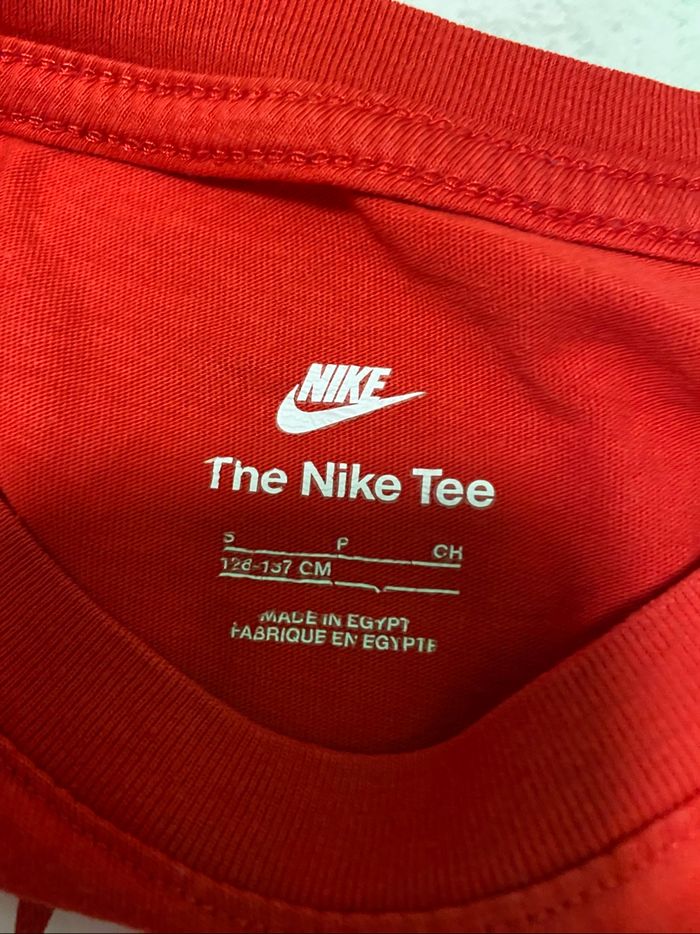 NIKE
The Nike Tee
S P CH
128-137 CM
MADE IN EGYPT
FABRIQUE EN EGYPTE